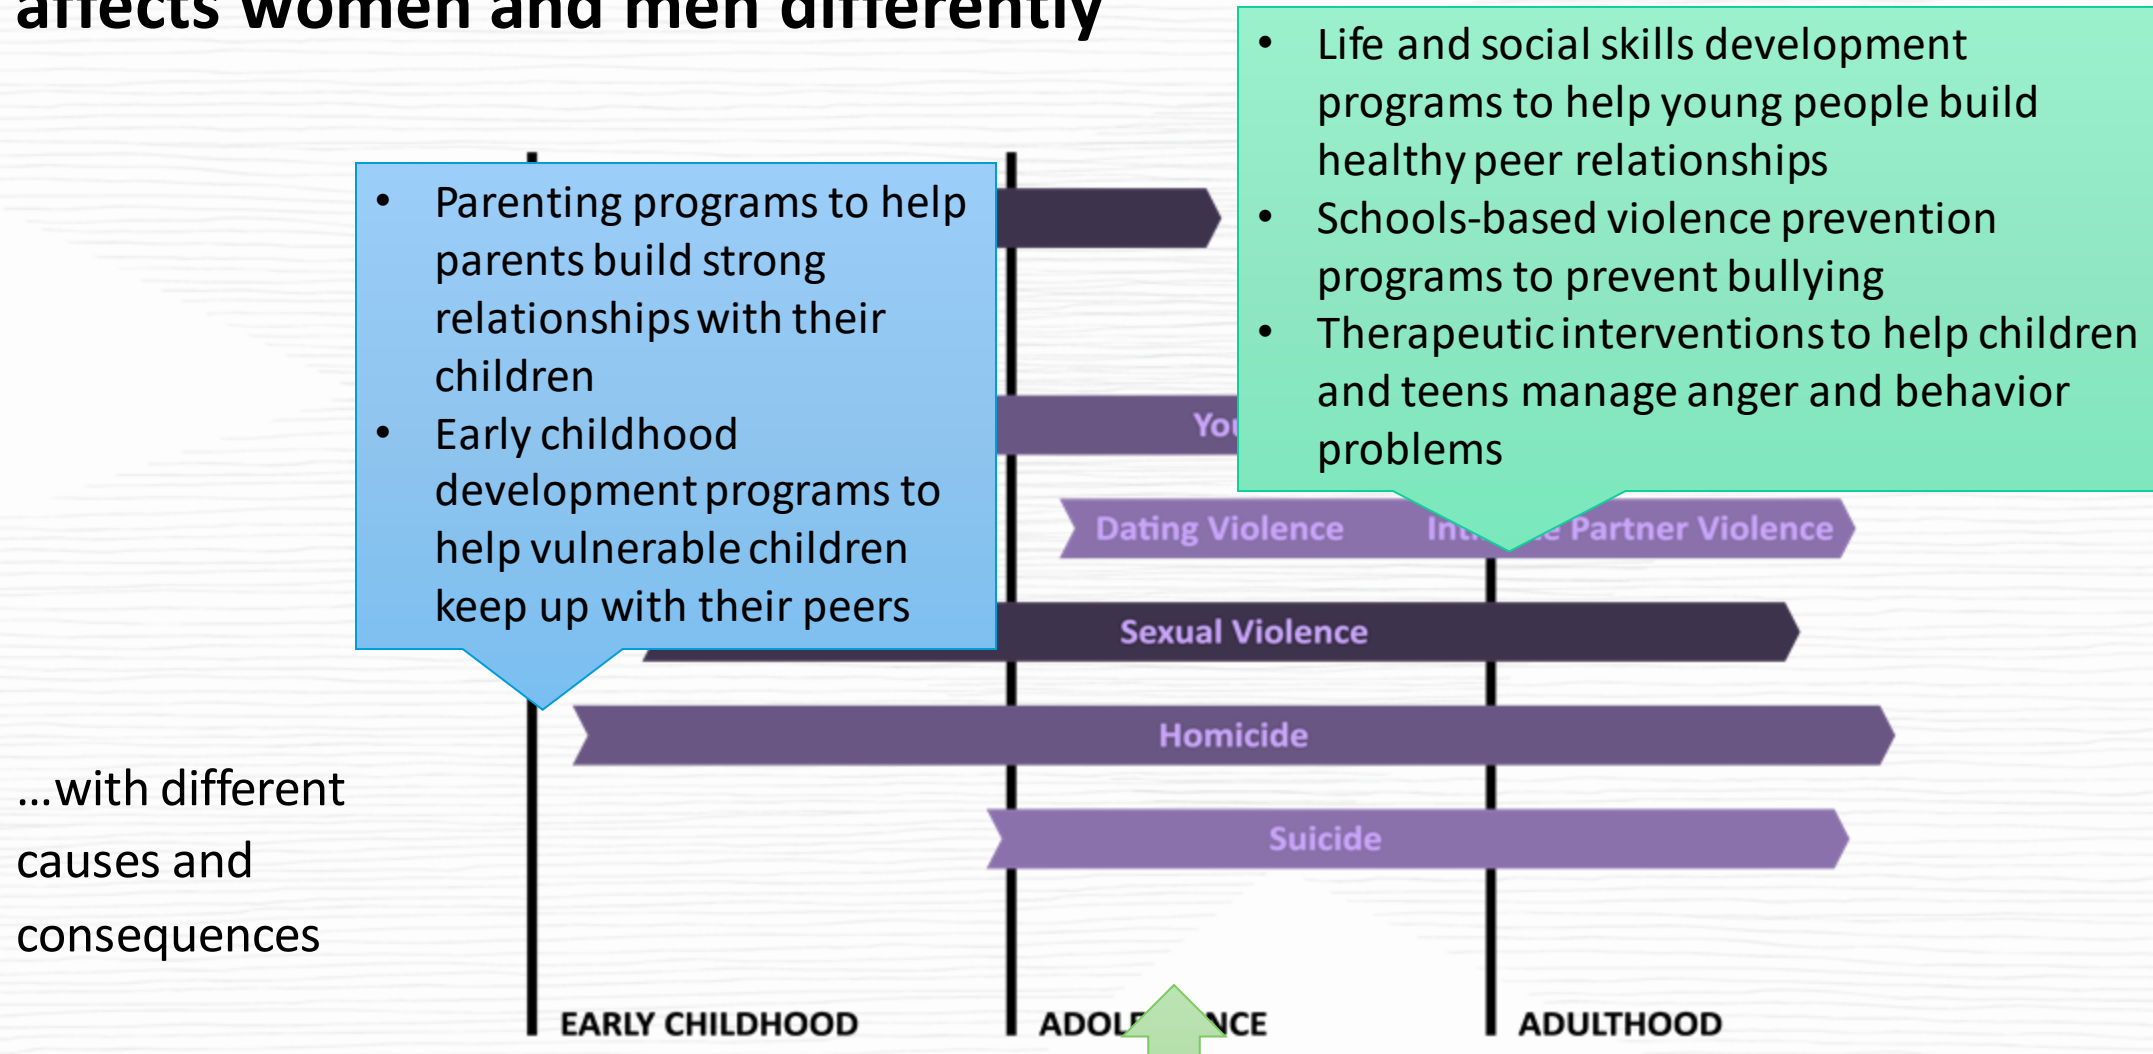 affects women and men differently
• Life and social skills development
programs to help young people build
healthy peer relationships
• Schools-based violence prevention
programs to prevent bullying
• Therapeutic interventions to help children
and teens manage anger and behavior
problems
• Parenting programs to help
parents build strong
relationships with their
children
• Early childhood
development programs to
help vulnerable children
keep up with their peers
Dating Violence Partner Violence
Sexual Violence
Homicide
Suicide
...with different
causes and
consequences
EARLY CHILDHOOD
ADULTHOOD